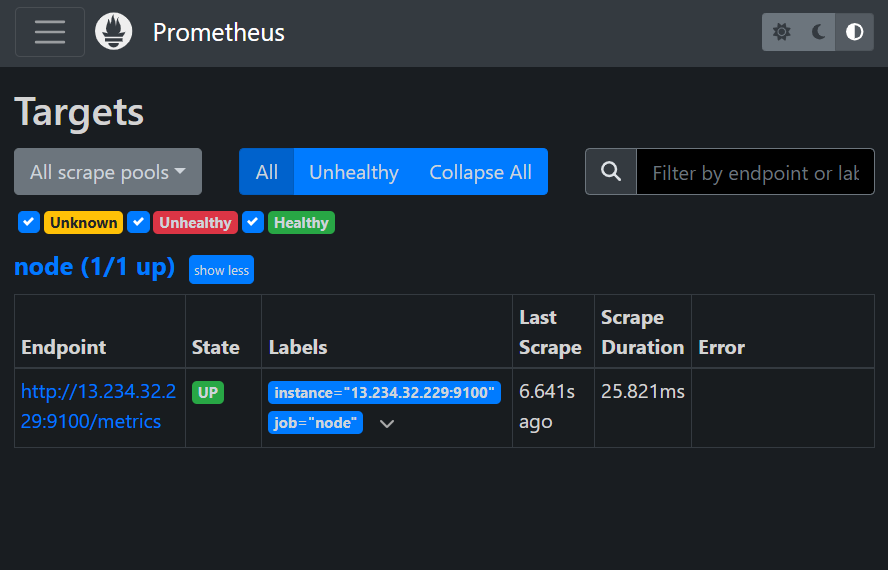 Prometheus
Targets
All scrape pools All Unhealthy Collapse All Filter by endpoint or lab
Unknown Unhealthy Healthy
node (1/1 up) show less
Endpoint State Labels Last Scrape Scrape Duration Error
http://13.234.32.229:9100/metrics UP instance="13.234.32.229:9100" job="node" 6.641s ago 25.821ms